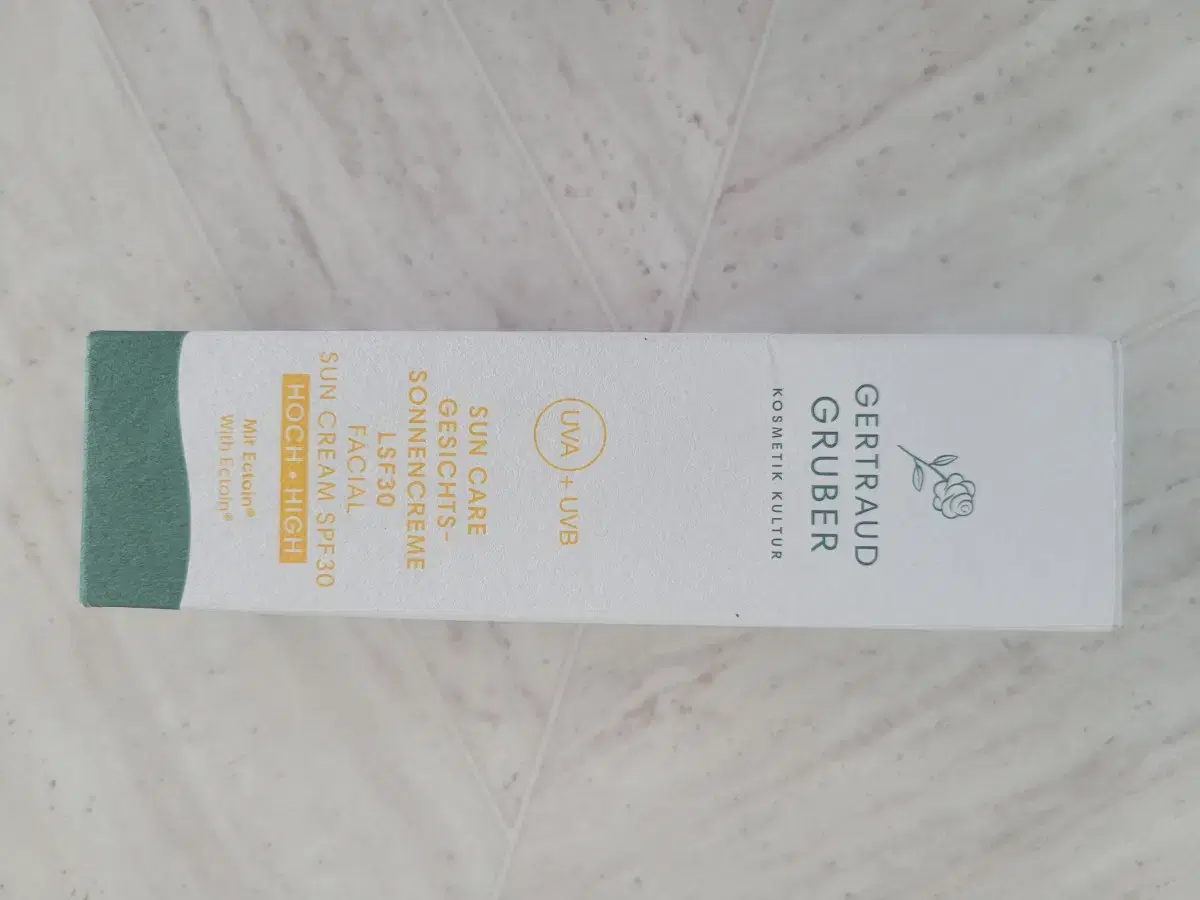 GERTRAUD
GRUBER
KOSMETIK KULTUR
UVA + UVB
SUN CARE
GESICHTS-
SONNENCREME
LSF30
FACIAL
SUN CREAM SPF30
HOCH • HIGH
Mit Ectoin®
With Ectoin®